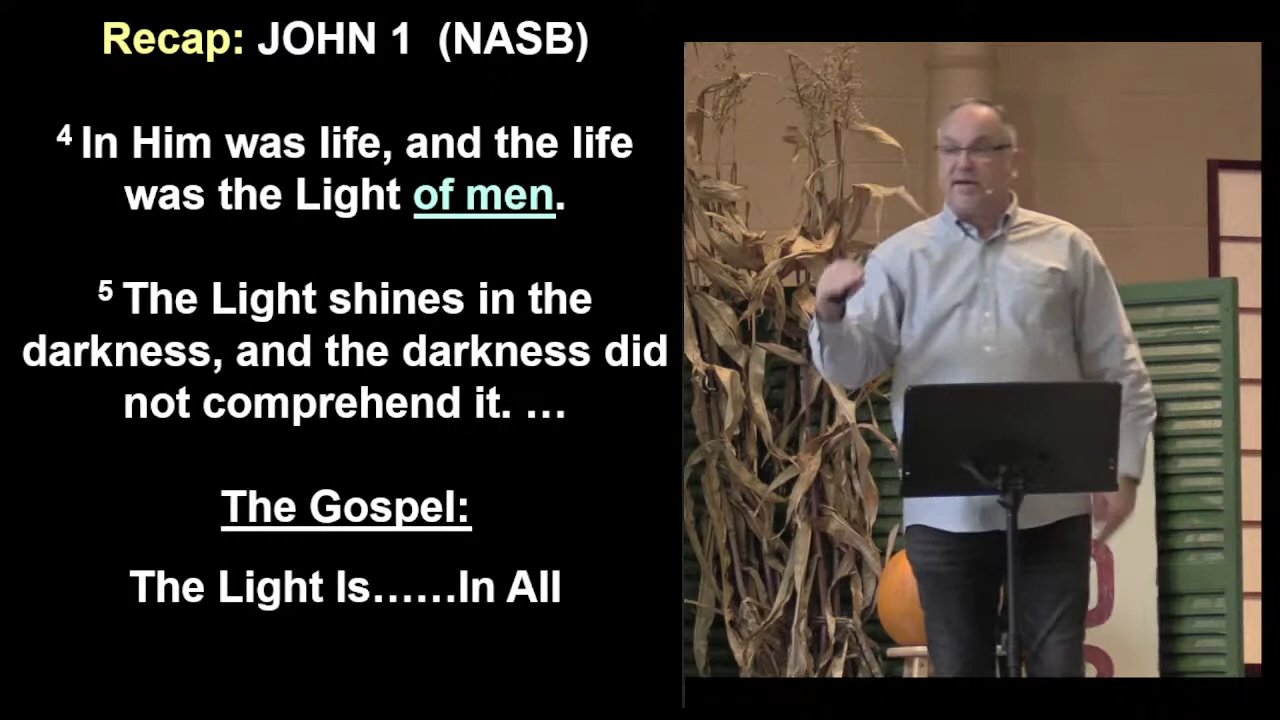 Recap: JOHN 1 (NASB)
4 In Him was life, and the life
was the Light of men.
5 The Light shines in the
darkness, and the darkness did
not comprehend it. …
The Gospel:
The Light Is……In All